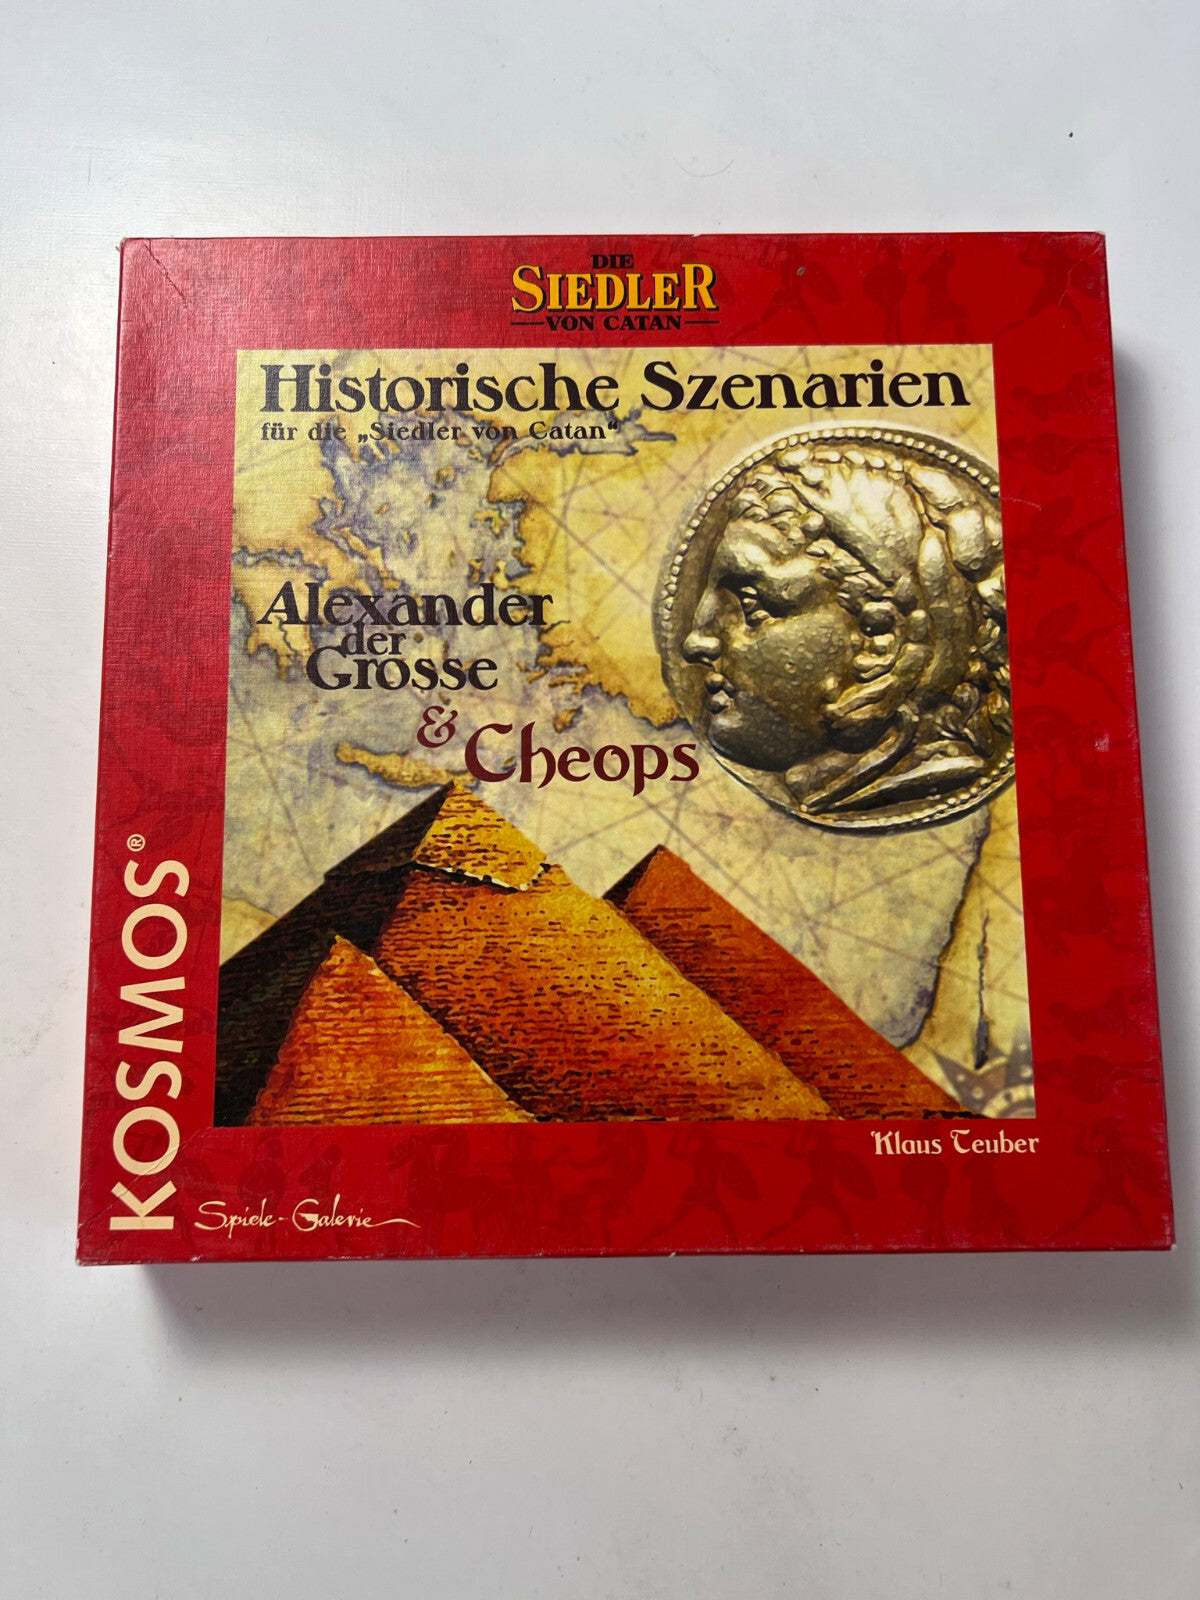 DIE
SIEDLER
VON CATAN
Historische Szenarien
für die „Siedler von Catan“
Alexander
der
Grosse
& Cheops
KOSMOS®
Klaus Teuber
Spiele-Galerie